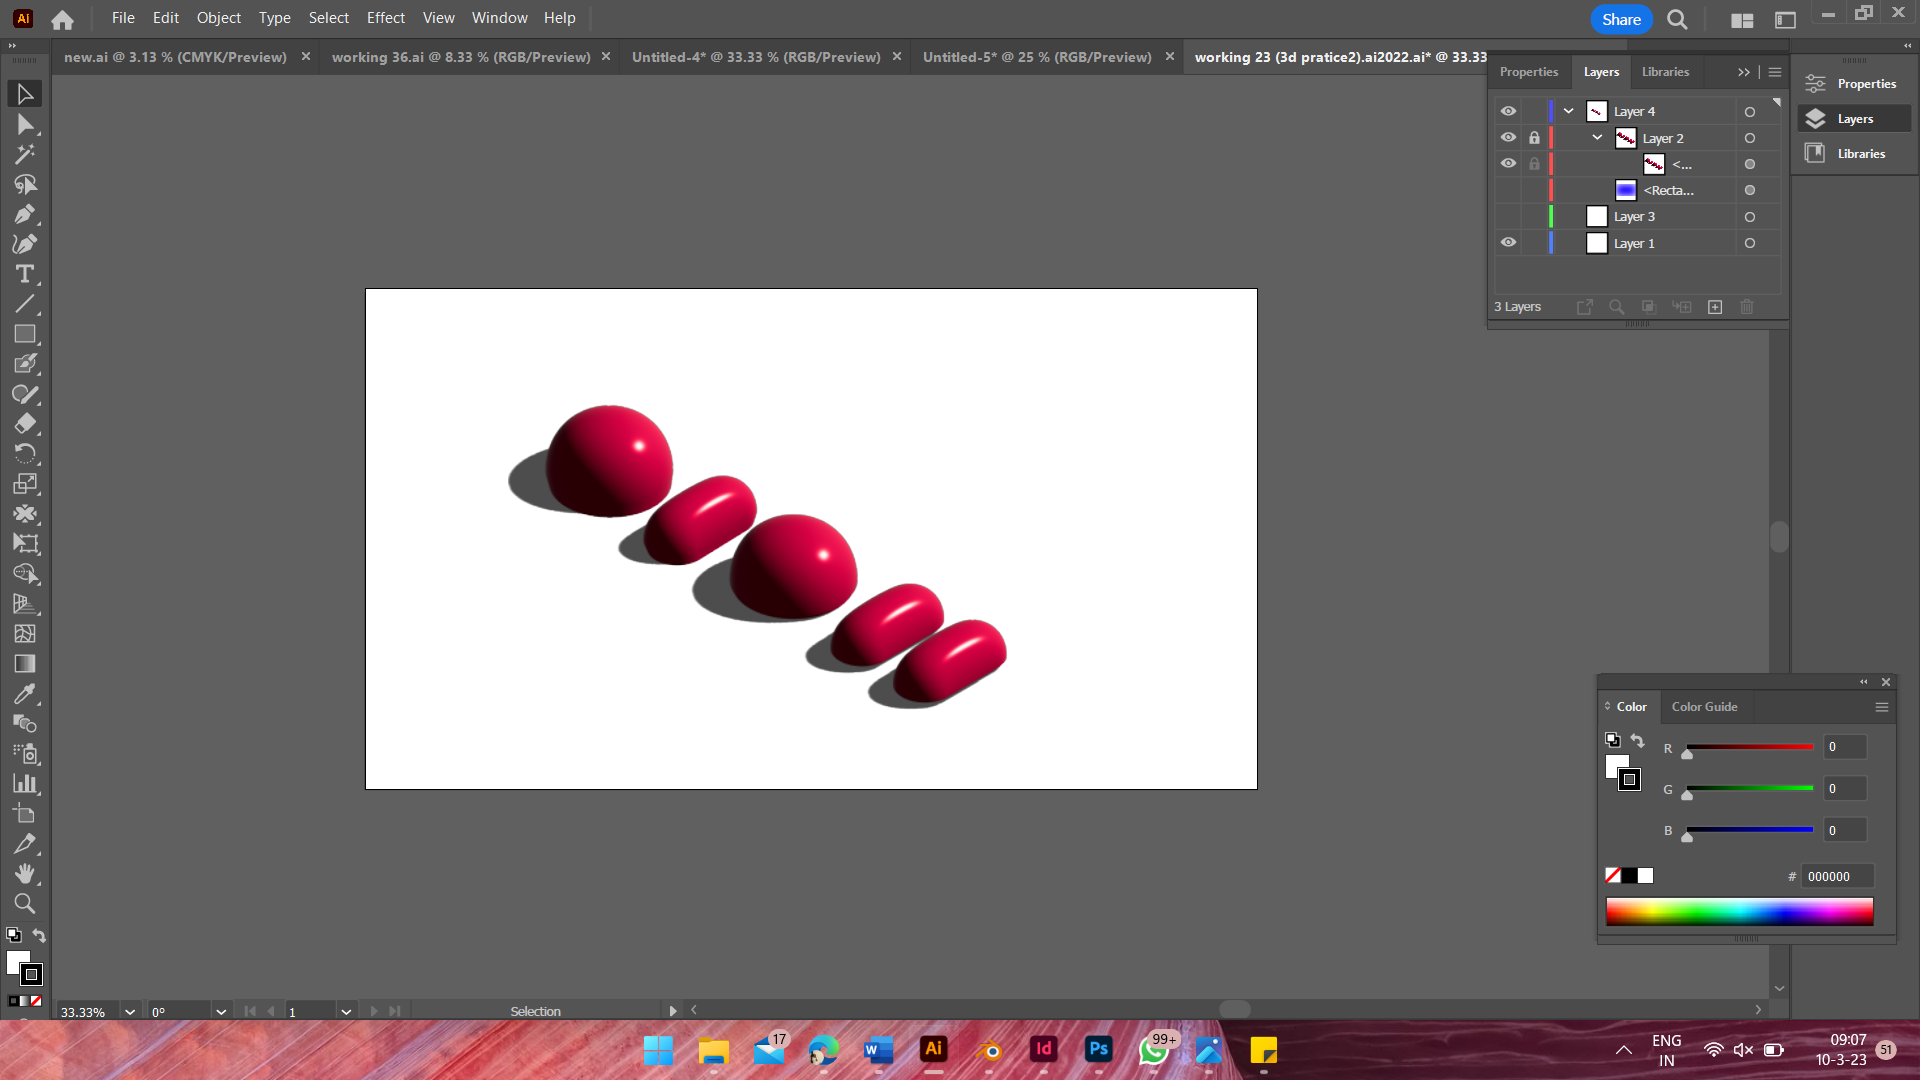 Ai File Edit Object Type Select Effect View Window Help Share
new.ai @ 3.13 % (CMYK/Preview) working 36.ai @ 8.33 % (RGB/Preview) Untitled-4* @ 33.33 % (RGB/Preview) Untitled-5* @ 25 % (RGB/Preview) working 23 (3d pratice2).ai2022.ai* @ 33.33
Properties Layers Libraries
Layer 4
Layer 2
<...
<Recta...
Layer 3
Layer 1
3 Layers
Properties
Layers
Libraries
Color Color Guide
R 0
G 0
B 0
# 000000
33.33% 0° 1 Selection
17 99+
W Ai Id Ps
ENG
IN
09:07
10-3-23
51